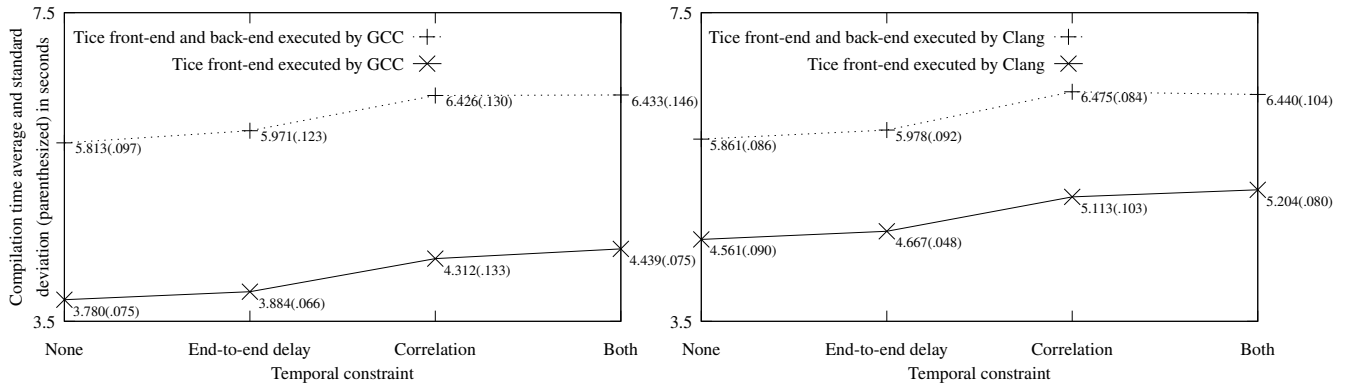 Compilation time average and standard
deviation (parenthesized) in seconds
7.5
3.5
Tice front-end and back-end executed by GCC
Tice front-end executed by GCC
5.813(.097)
5.971(.123)
6.426(.130)
6.433(.146)
3.780(.075)
3.884(.066)
4.312(.133)
4.439(.075)
None
End-to-end delay
Correlation
Both
Temporal constraint
7.5
3.5
Tice front-end and back-end executed by Clang
Tice front-end executed by Clang
5.861(.086)
5.978(.092)
6.475(.084)
6.440(.104)
4.561(.090)
4.667(.048)
5.113(.103)
5.204(.080)
None
End-to-end delay
Correlation
Both
Temporal constraint